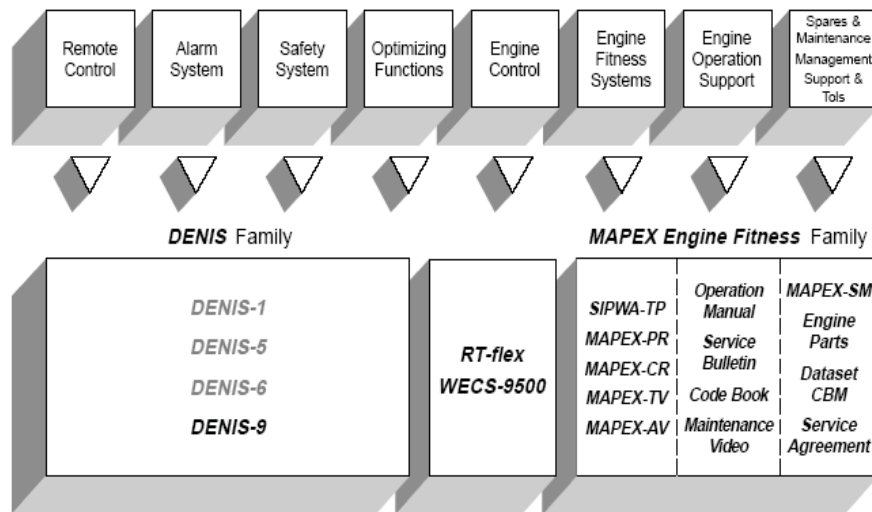 Remote
Control
Alarm
System
Safety
System
Optimizing
Functions
Engine
Control
Engine
Fitness
Systems
Engine
Operation
Support
Spares &
Maintenance
Management
Support &
Tols
DENIS Family
MAPEX Engine Fitness Family
DENIS-1
DENIS-5
DENIS-6
DENIS-9
RT-flex
WECS-9500
SIPWA-TP
MAPEX-PR
MAPEX-CR
MAPEX-TV
MAPEX-AV
Operation
Manual
Service
Bulletin
Code Book
Maintenance
Video
MAPEX-SM
Engine
Parts
Dataset
CBM
Service
Agreement